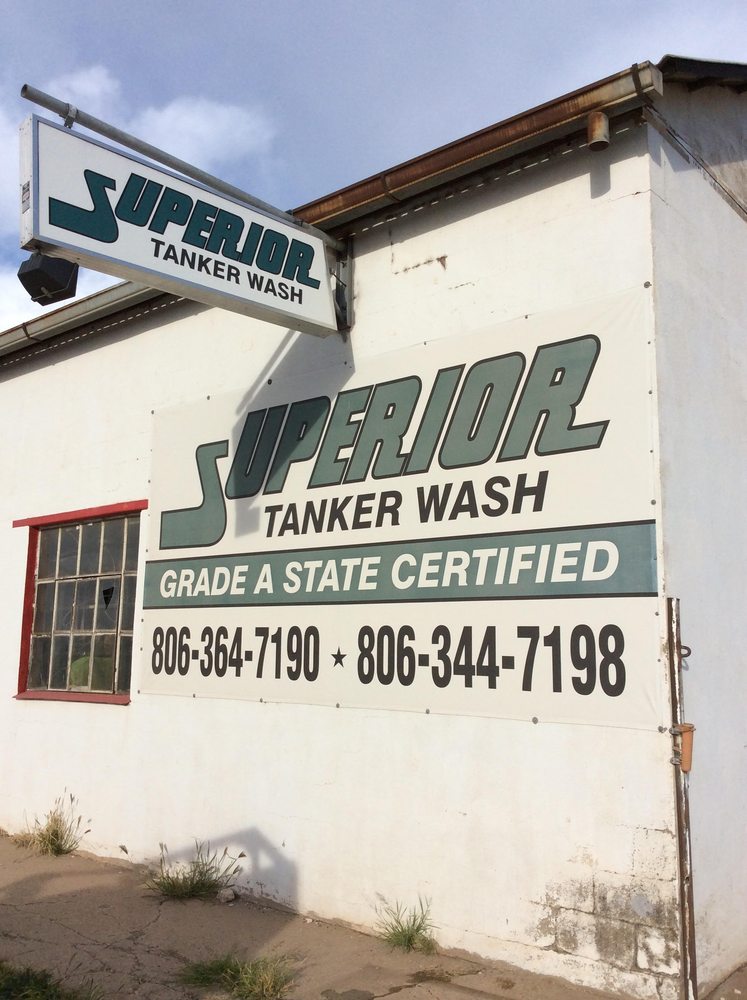 SUPERIOR
TANKER WASH
SUPERIOR
TANKER WASH
GRADE A STATE CERTIFIED
806-364-7190 ★ 806-344-7198